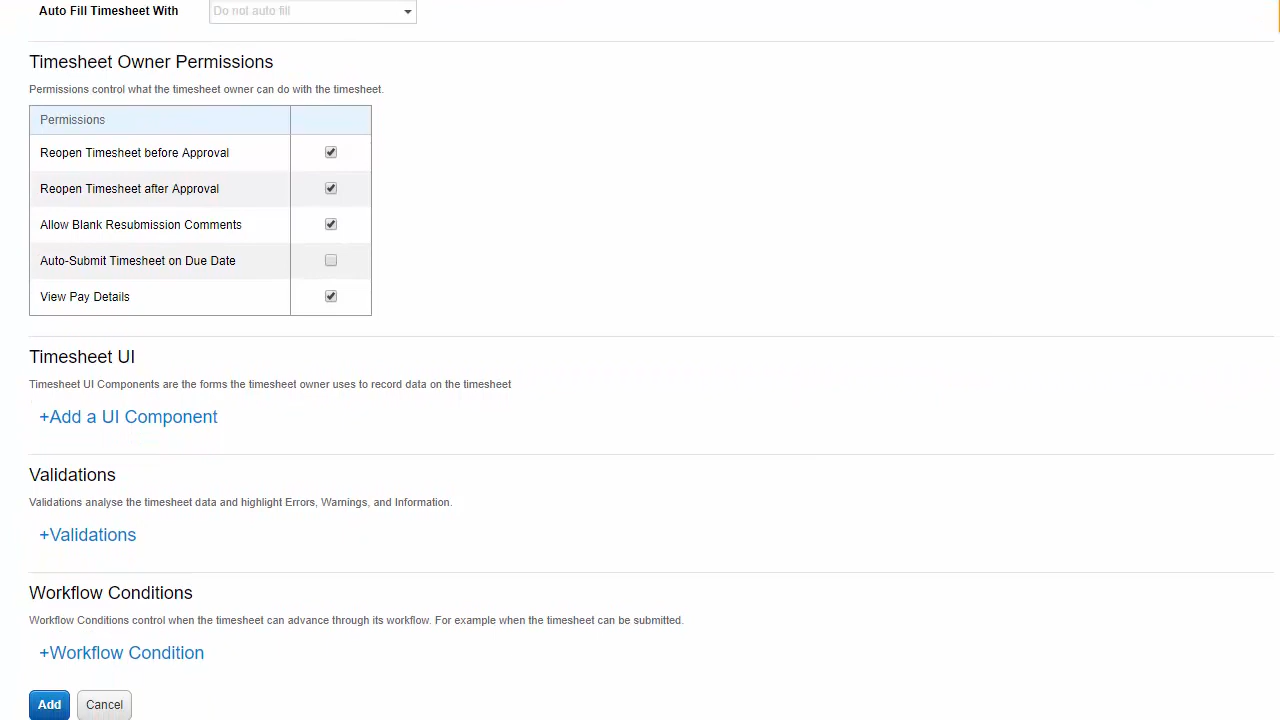 Auto Fill Timesheet With Do not auto fill
Timesheet Owner Permissions
Permissions control what the timesheet owner can do with the timesheet.
Permissions
Reopen Timesheet before Approval
Reopen Timesheet after Approval
Allow Blank Resubmission Comments
Auto-Submit Timesheet on Due Date
View Pay Details
Timesheet UI
Timesheet UI Components are the forms the timesheet owner uses to record data on the timesheet
+Add a UI Component
Validations
Validations analyse the timesheet data and highlight Errors, Warnings, and Information.
+Validations
Workflow Conditions
Workflow Conditions control when the timesheet can advance through its workflow. For example when the timesheet can be submitted.
+Workflow Condition
Add Cancel